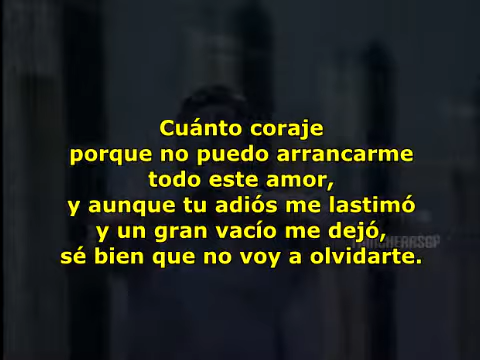 Cuánto coraje
porque no puedo arrancarme
todo este amor,
y aunque tu adiós me lastimó
y un gran vacío me dejó,
sé bien que no voy a olvidarte.